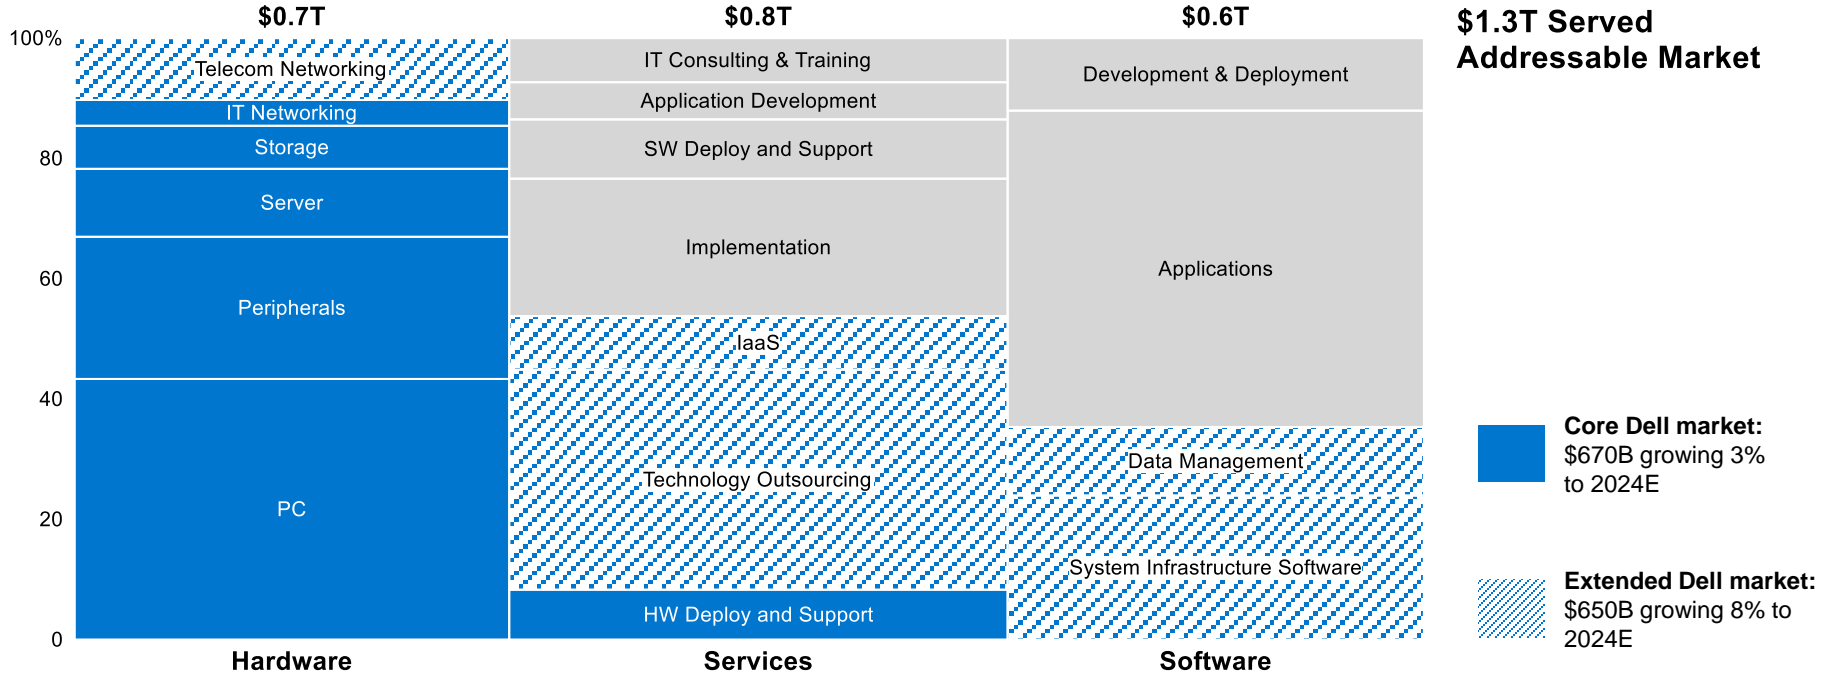 $0.7T
$0.8T
$0.6T
$1.3T Served
Addressable Market
100%
80
60
40
20
0
Telecom Networking
IT Networking
Storage
Server
Peripherals
PC
Hardware
IT Consulting & Training
Application Development
SW Deploy and Support
Implementation
IaaS
Technology Outsourcing
HW Deploy and Support
Services
Development & Deployment
Applications
Data Management
System Infrastructure Software
Software
Core Dell market:
$670B growing 3%
to 2024E
Extended Dell market:
$650B growing 8% to
2024E